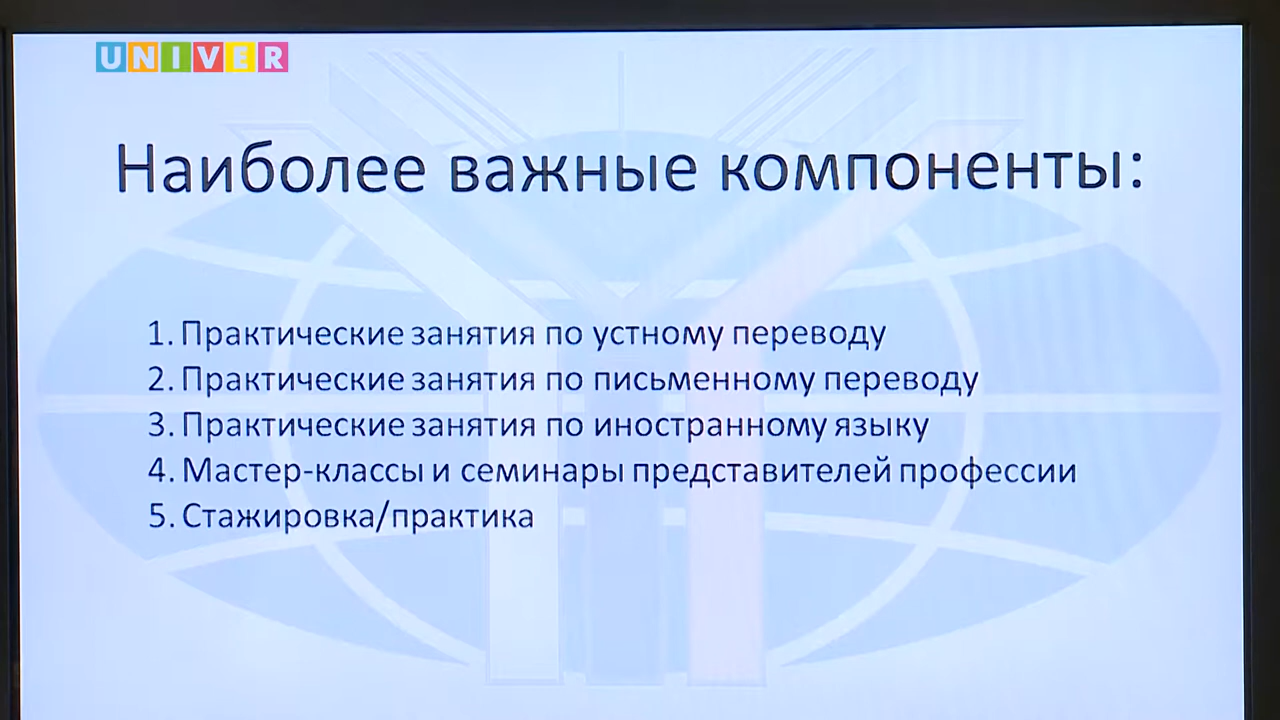 UNIVER
Наиболее важные компоненты:
1. Практические занятия по устному переводу
2. Практические занятия по письменному переводу
3. Практические занятия по иностранному языку
4. Мастер-классы и семинары представителей профессии
5. Стажировка/практика